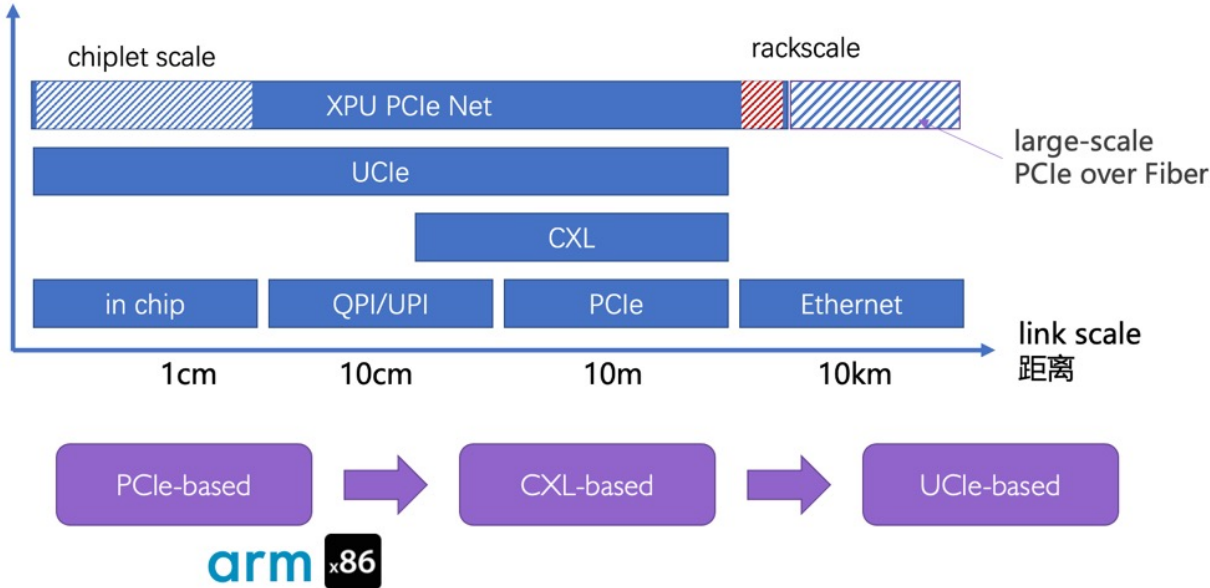 chiplet scale
rackscale
XPU PCIe Net
large-scale
PCIe over Fiber
UCIe
CXL
in chip
QPI/UPI
PCIe
Ethernet
link scale
距离
1cm
10cm
10m
10km
PCIe-based
CXL-based
UCIe-based
arm
x86